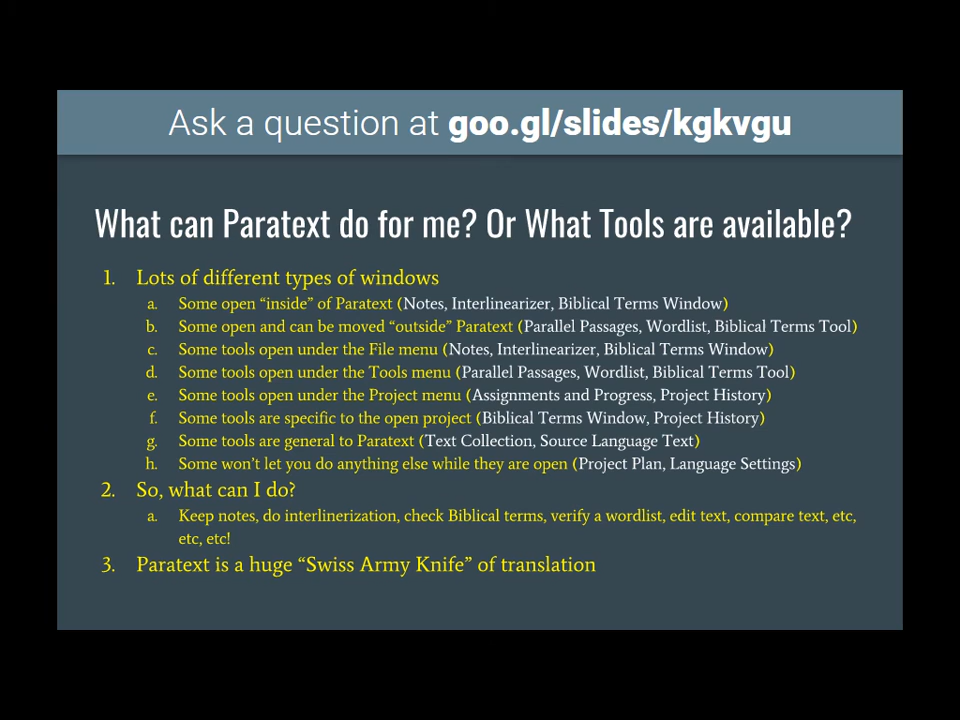 Ask a question at goo.gl/slides/kgkvgu
What can Paratext do for me? Or What Tools are available?
1. Lots of different types of windows
a. Some open “inside” of Paratext (Notes, Interlinearizer, Biblical Terms Window)
b. Some open and can be moved “outside” Paratext (Parallel Passages, Wordlist, Biblical Terms Tool)
c. Some tools open under the File menu (Notes, Interlinearizer, Biblical Terms Window)
d. Some tools open under the Tools menu (Parallel Passages, Wordlist, Biblical Terms Tool)
e. Some tools open under the Project menu (Assignments and Progress, Project History)
f. Some tools are specific to the open project (Biblical Terms Window, Project History)
g. Some tools are general to Paratext (Text Collection, Source Language Text)
h. Some won’t let you do anything else while they are open (Project Plan, Language Settings)
2. So, what can I do?
a. Keep notes, do interlinerization, check Biblical terms, verify a wordlist, edit text, compare text, etc,
etc, etc!
3. Paratext is a huge “Swiss Army Knife” of translation